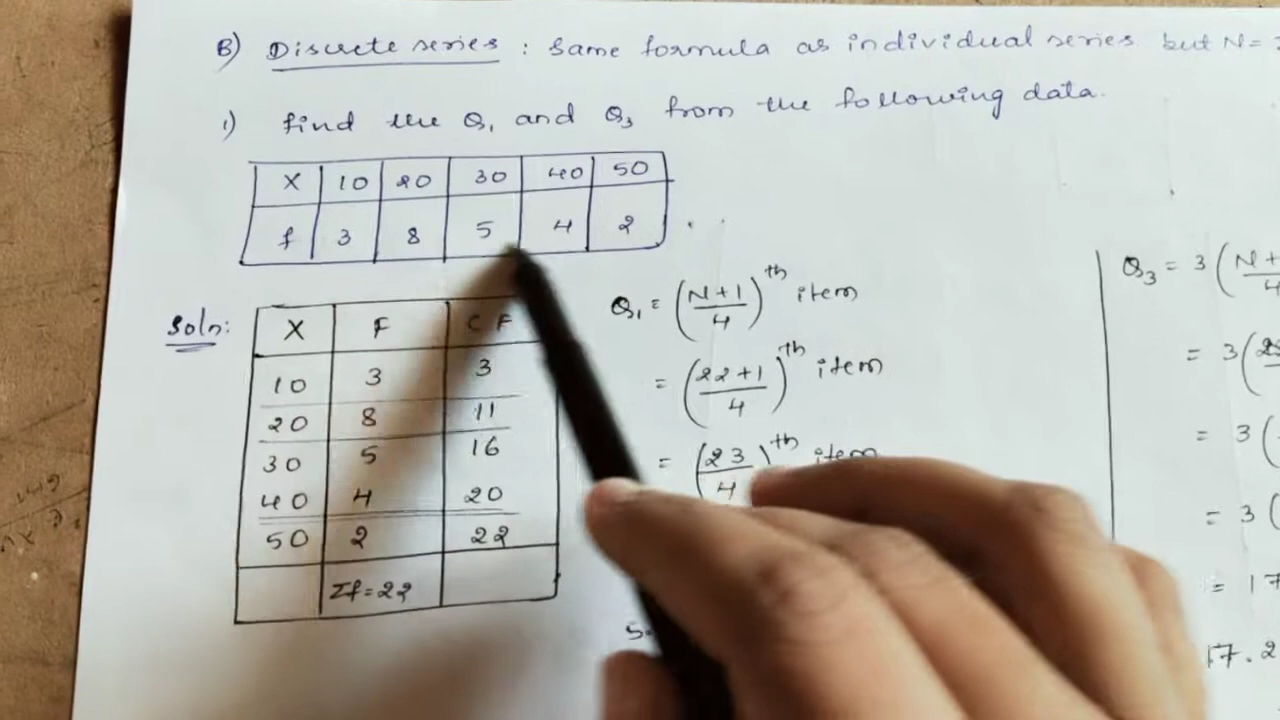 B) Discrete series : Same formula as individual series but N =
1) Find the Q₁ and Q₃ from the following data.
X 10 20 30 40 50
f 3 8 5 4 2
Soln:
X F CF
10 3 3
20 8 11
30 5 16
40 4 20
50 2 22
Σf=22
Q₁ = (N+1/4)th item
= (22+1/4)th item
= (23/4)th item
Q₃ = 3(N+
= 3(
= 3(
= 3(
= 17
17.2